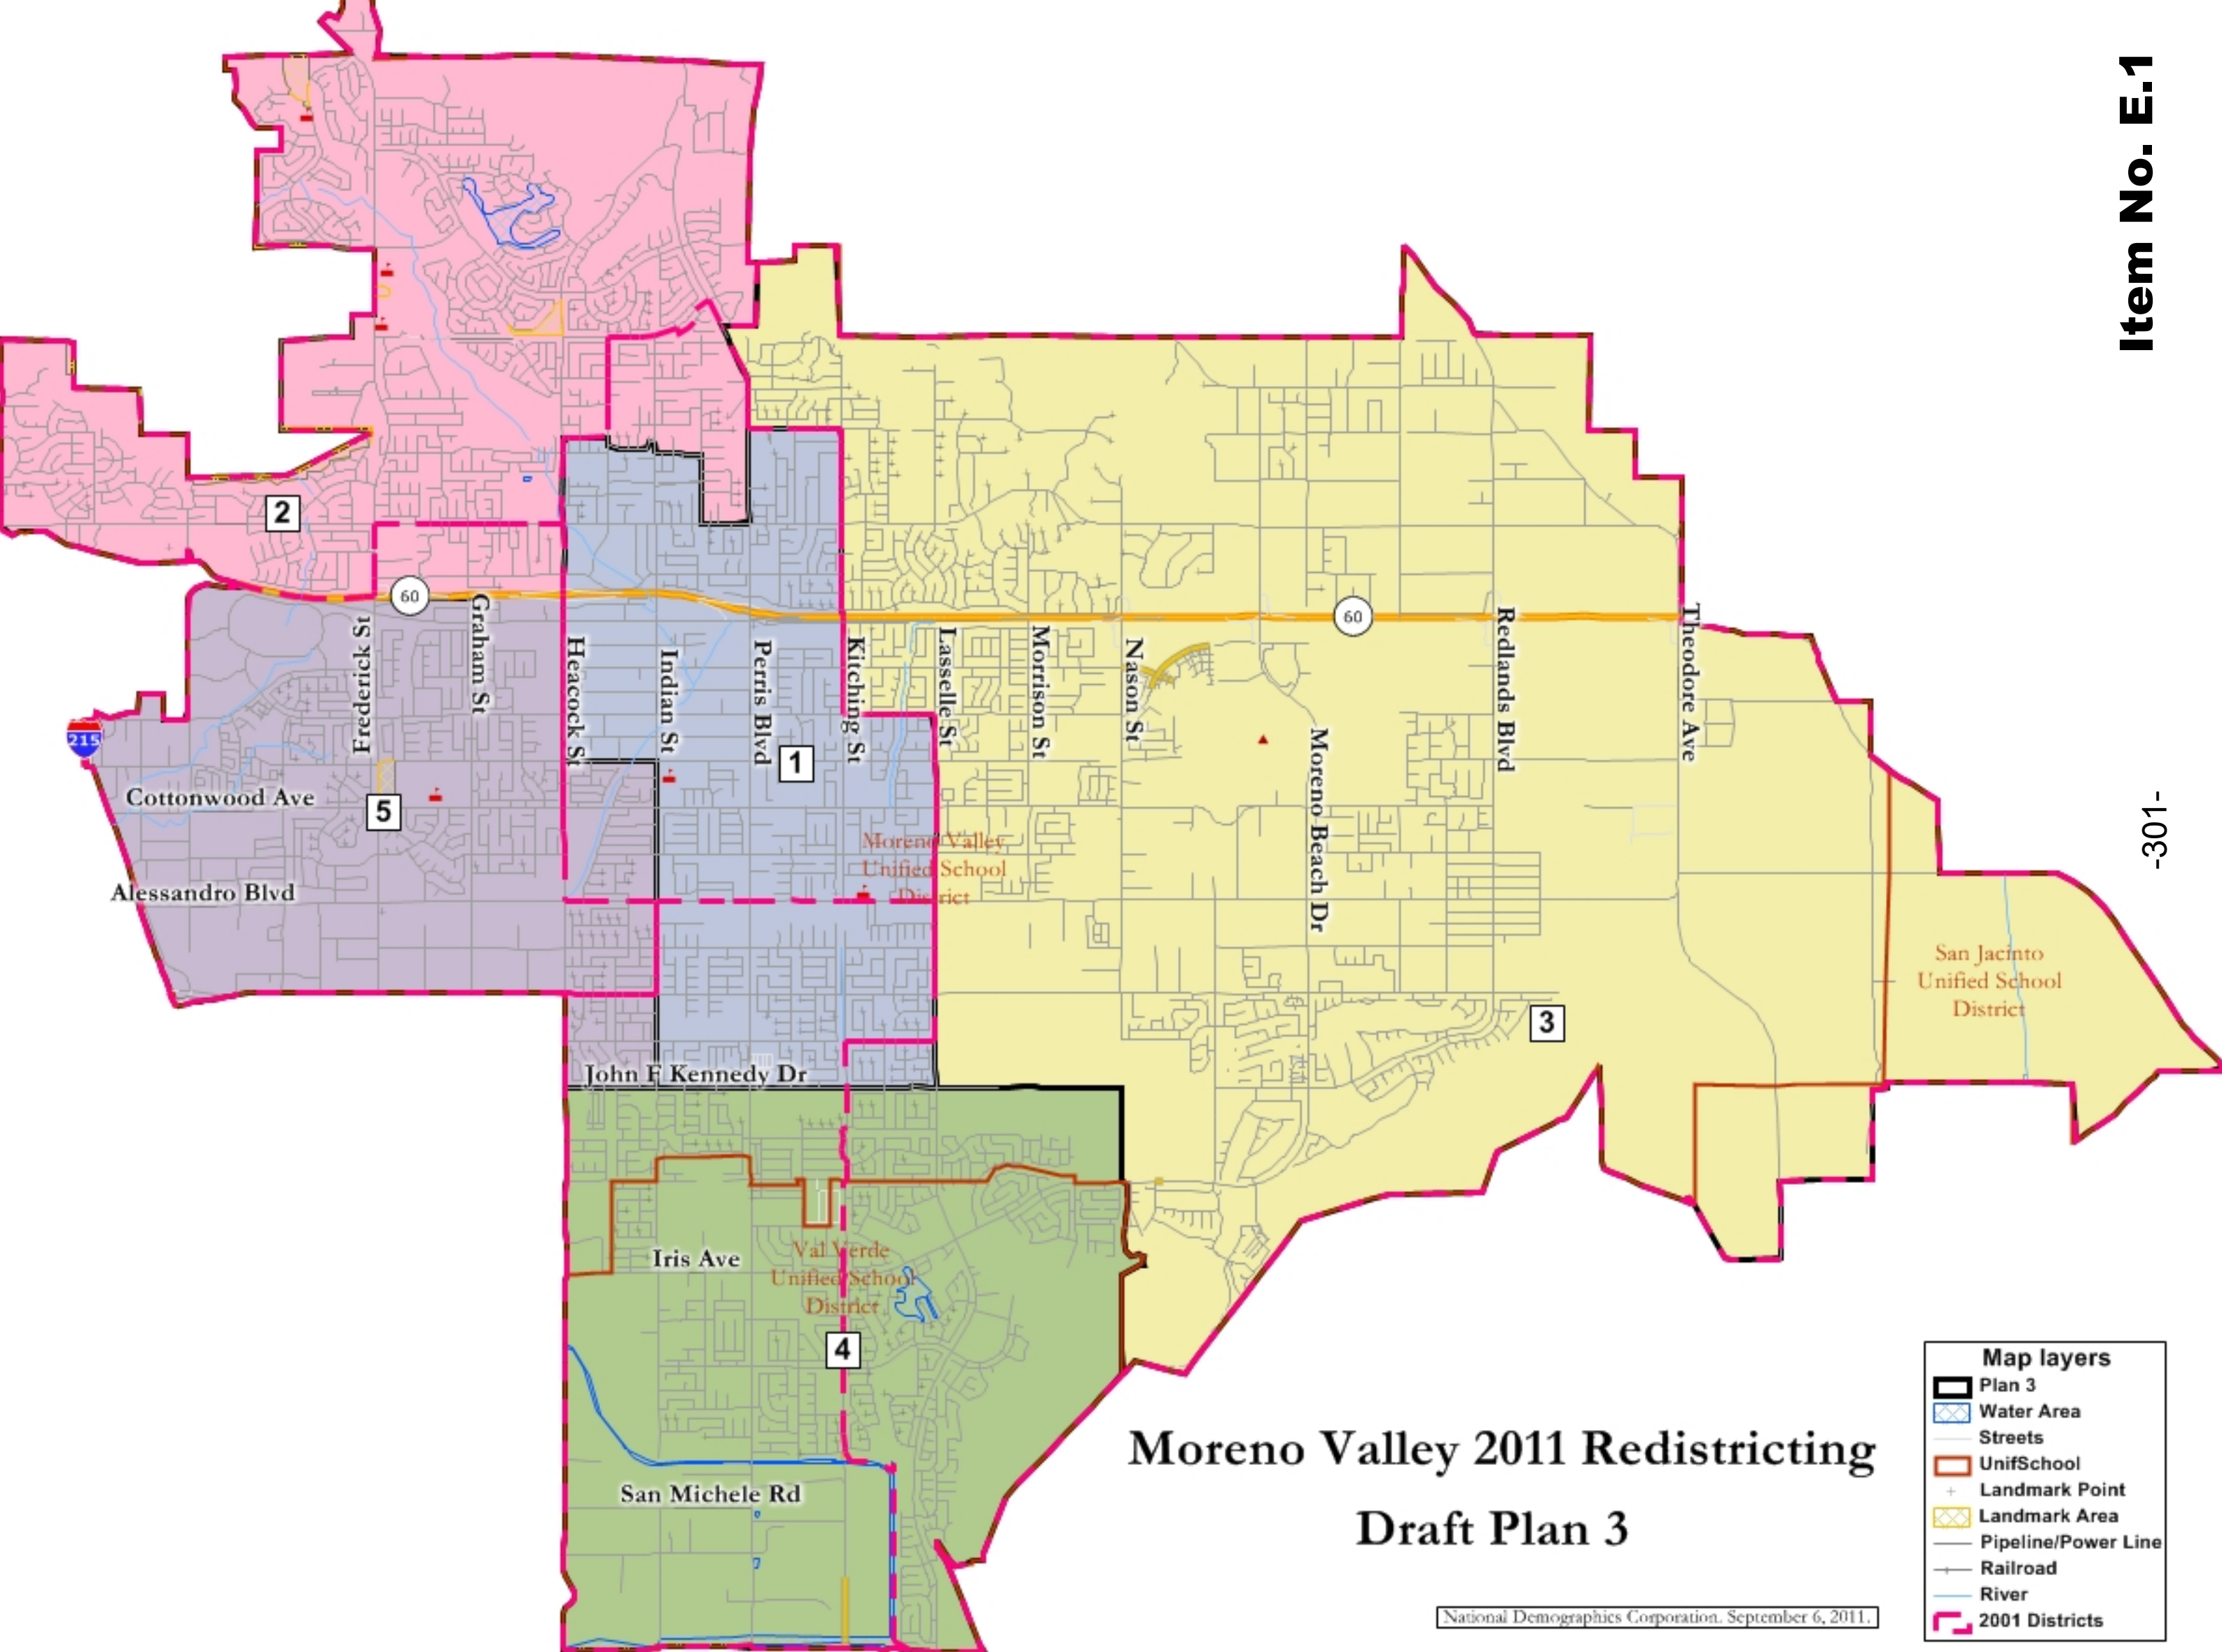 Item No. E.1
-301-
2
60
60
Frederick St
Graham St
Heacock St
Indian St
Perris Blvd
Kitching St
Lasselle St
Morrison St
Nason St
Moreno Beach Dr
Redlands Blvd
Theodore Ave
215
1
Cottonwood Ave
5
Moreno Valley
Unified School
District
Alessandro Blvd
San Jacinto
Unified School
District
3
John F Kennedy Dr
Iris Ave
Val Verde
Unified School
District
4
San Michele Rd
Moreno Valley 2011 Redistricting
Draft Plan 3
National Demographics Corporation. September 6, 2011.
Map layers
Plan 3
Water Area
Streets
UnifSchool
Landmark Point
Landmark Area
Pipeline/Power Line
Railroad
River
2001 Districts